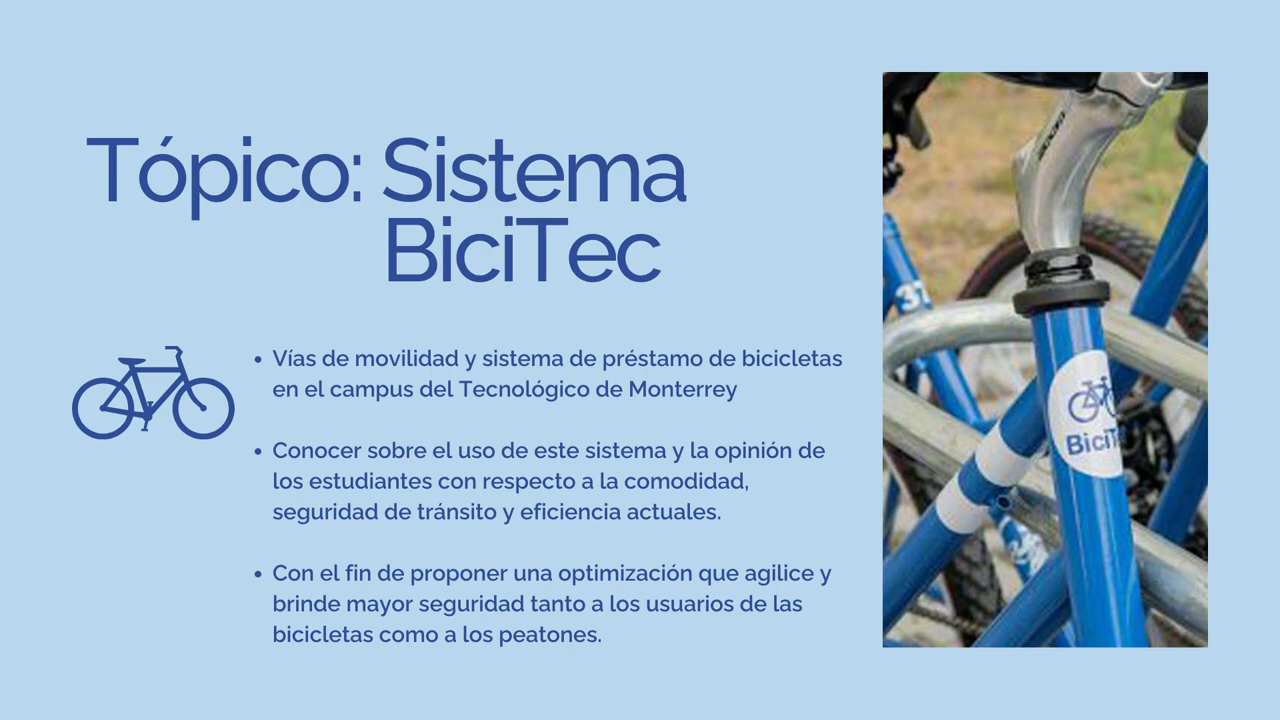 Tópico: Sistema
BiciTec
• Vías de movilidad y sistema de préstamo de bicicletas
en el campus del Tecnológico de Monterrey
• Conocer sobre el uso de este sistema y la opinión de
los estudiantes con respecto a la comodidad,
seguridad de tránsito y eficiencia actuales.
• Con el fin de proponer una optimización que agilice y
brinde mayor seguridad tanto a los usuarios de las
bicicletas como a los peatones.
37
BiciTe